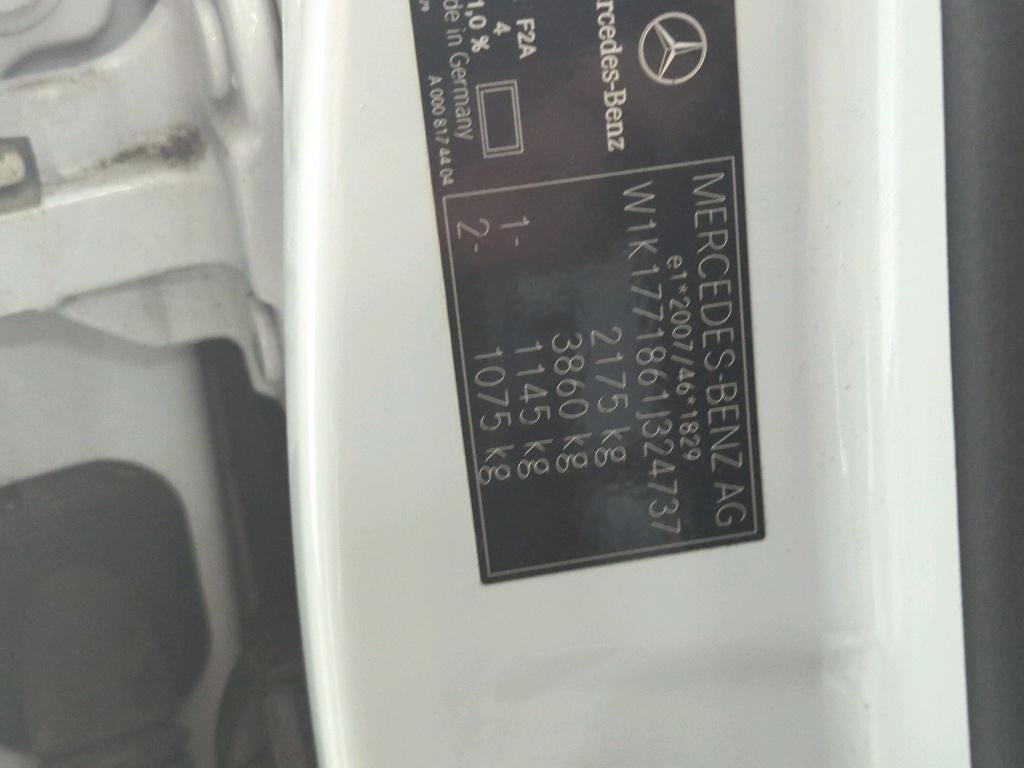 MERCEDES-BENZ AG
e1*2007/46*1829
W1K1771861J324737
2175 kg
3860 kg
1- 1145 kg
2- 1075 kg
rcedes-Benz
F2A
4
1,0 %
de in Germany
A 000 817 44 04